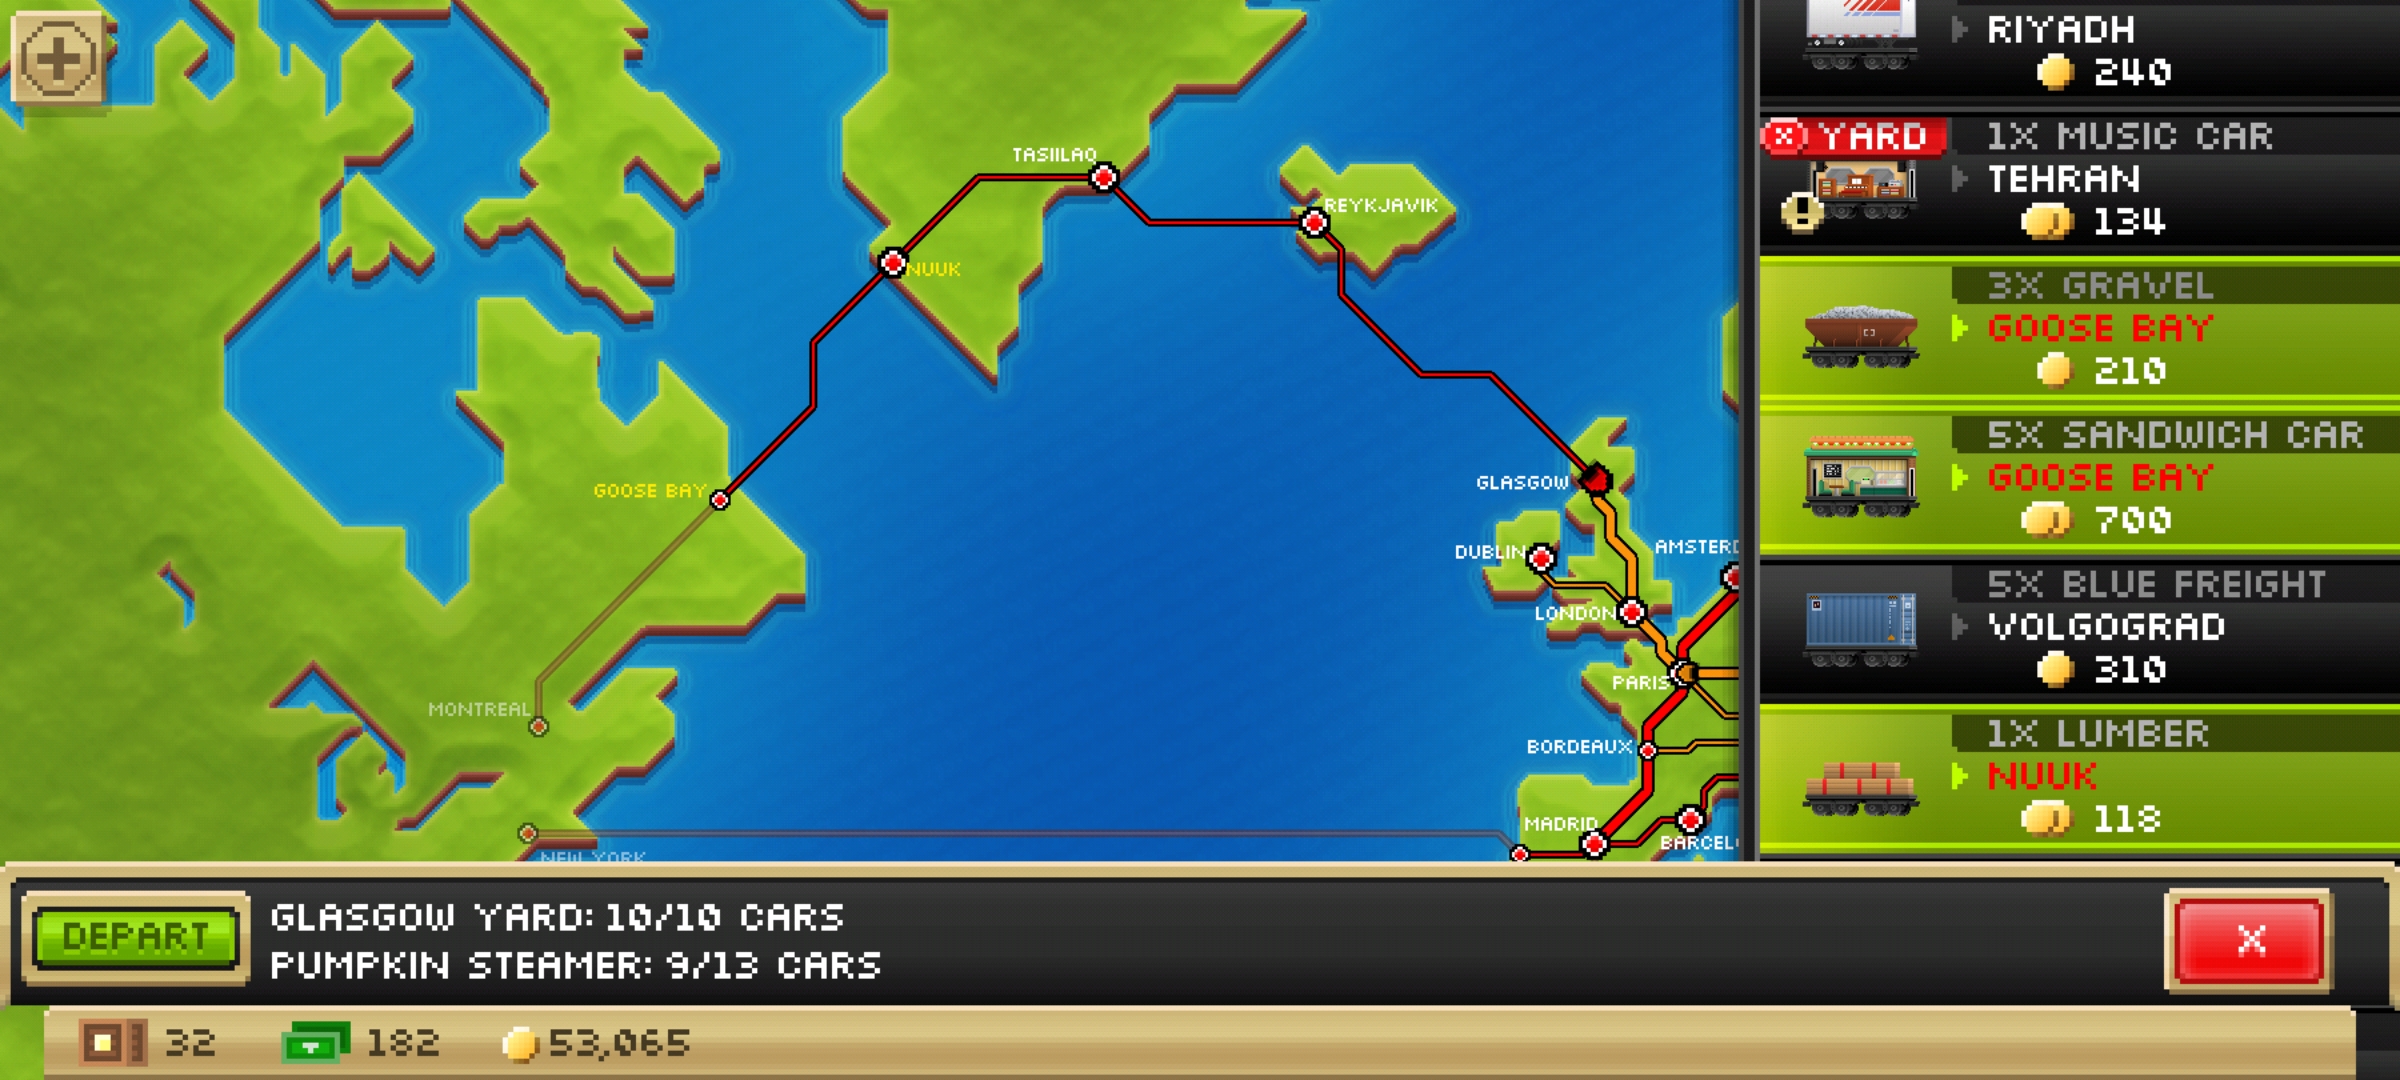 TASIILAQ
REYKJAVIK
NUUK
GOOSE BAY
GLASGOW
DUBLIN
AMSTERD
LONDON
PARIS
MONTREAL
BORDEAUX
MADRID
BARCEL
NEW YORK
RIYADH
240
X YARD
1X MUSIC CAR
TEHRAN
134
3X GRAVEL
GOOSE BAY
210
5X SANDWICH CAR
GOOSE BAY
700
5X BLUE FREIGHT
VOLGOGRAD
310
1X LUMBER
NUUK
118
DEPART
GLASGOW YARD: 10/10 CARS
PUMPKIN STEAMER: 9/13 CARS
X
32
182
53,065